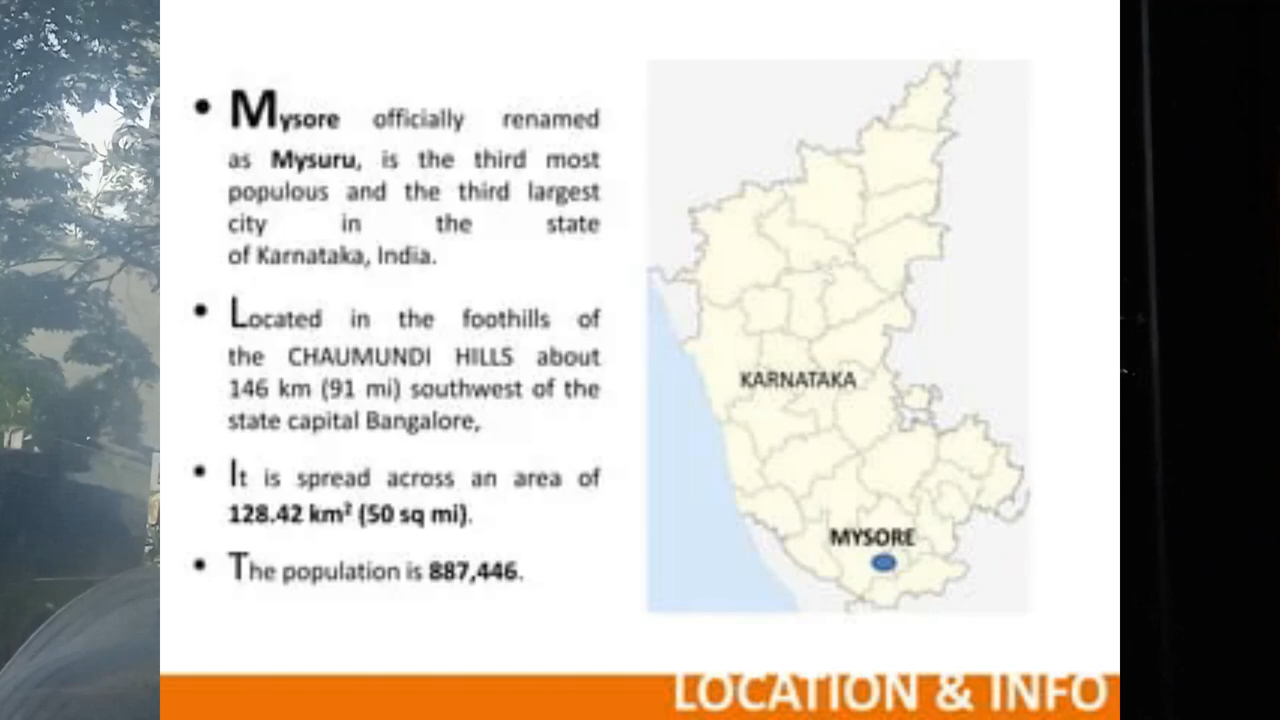 • Mysore officially renamed
as Mysuru, is the third most
populous and the third largest
city in the state
of Karnataka, India.
• Located in the foothills of
the CHAUMUNDI HILLS about
146 km (91 mi) southwest of the
state capital Bangalore,
• It is spread across an area of
128.42 km² (50 sq mi).
• The population is 887,446.
KARNATAKA
MYSORE
LOCATION & INFO